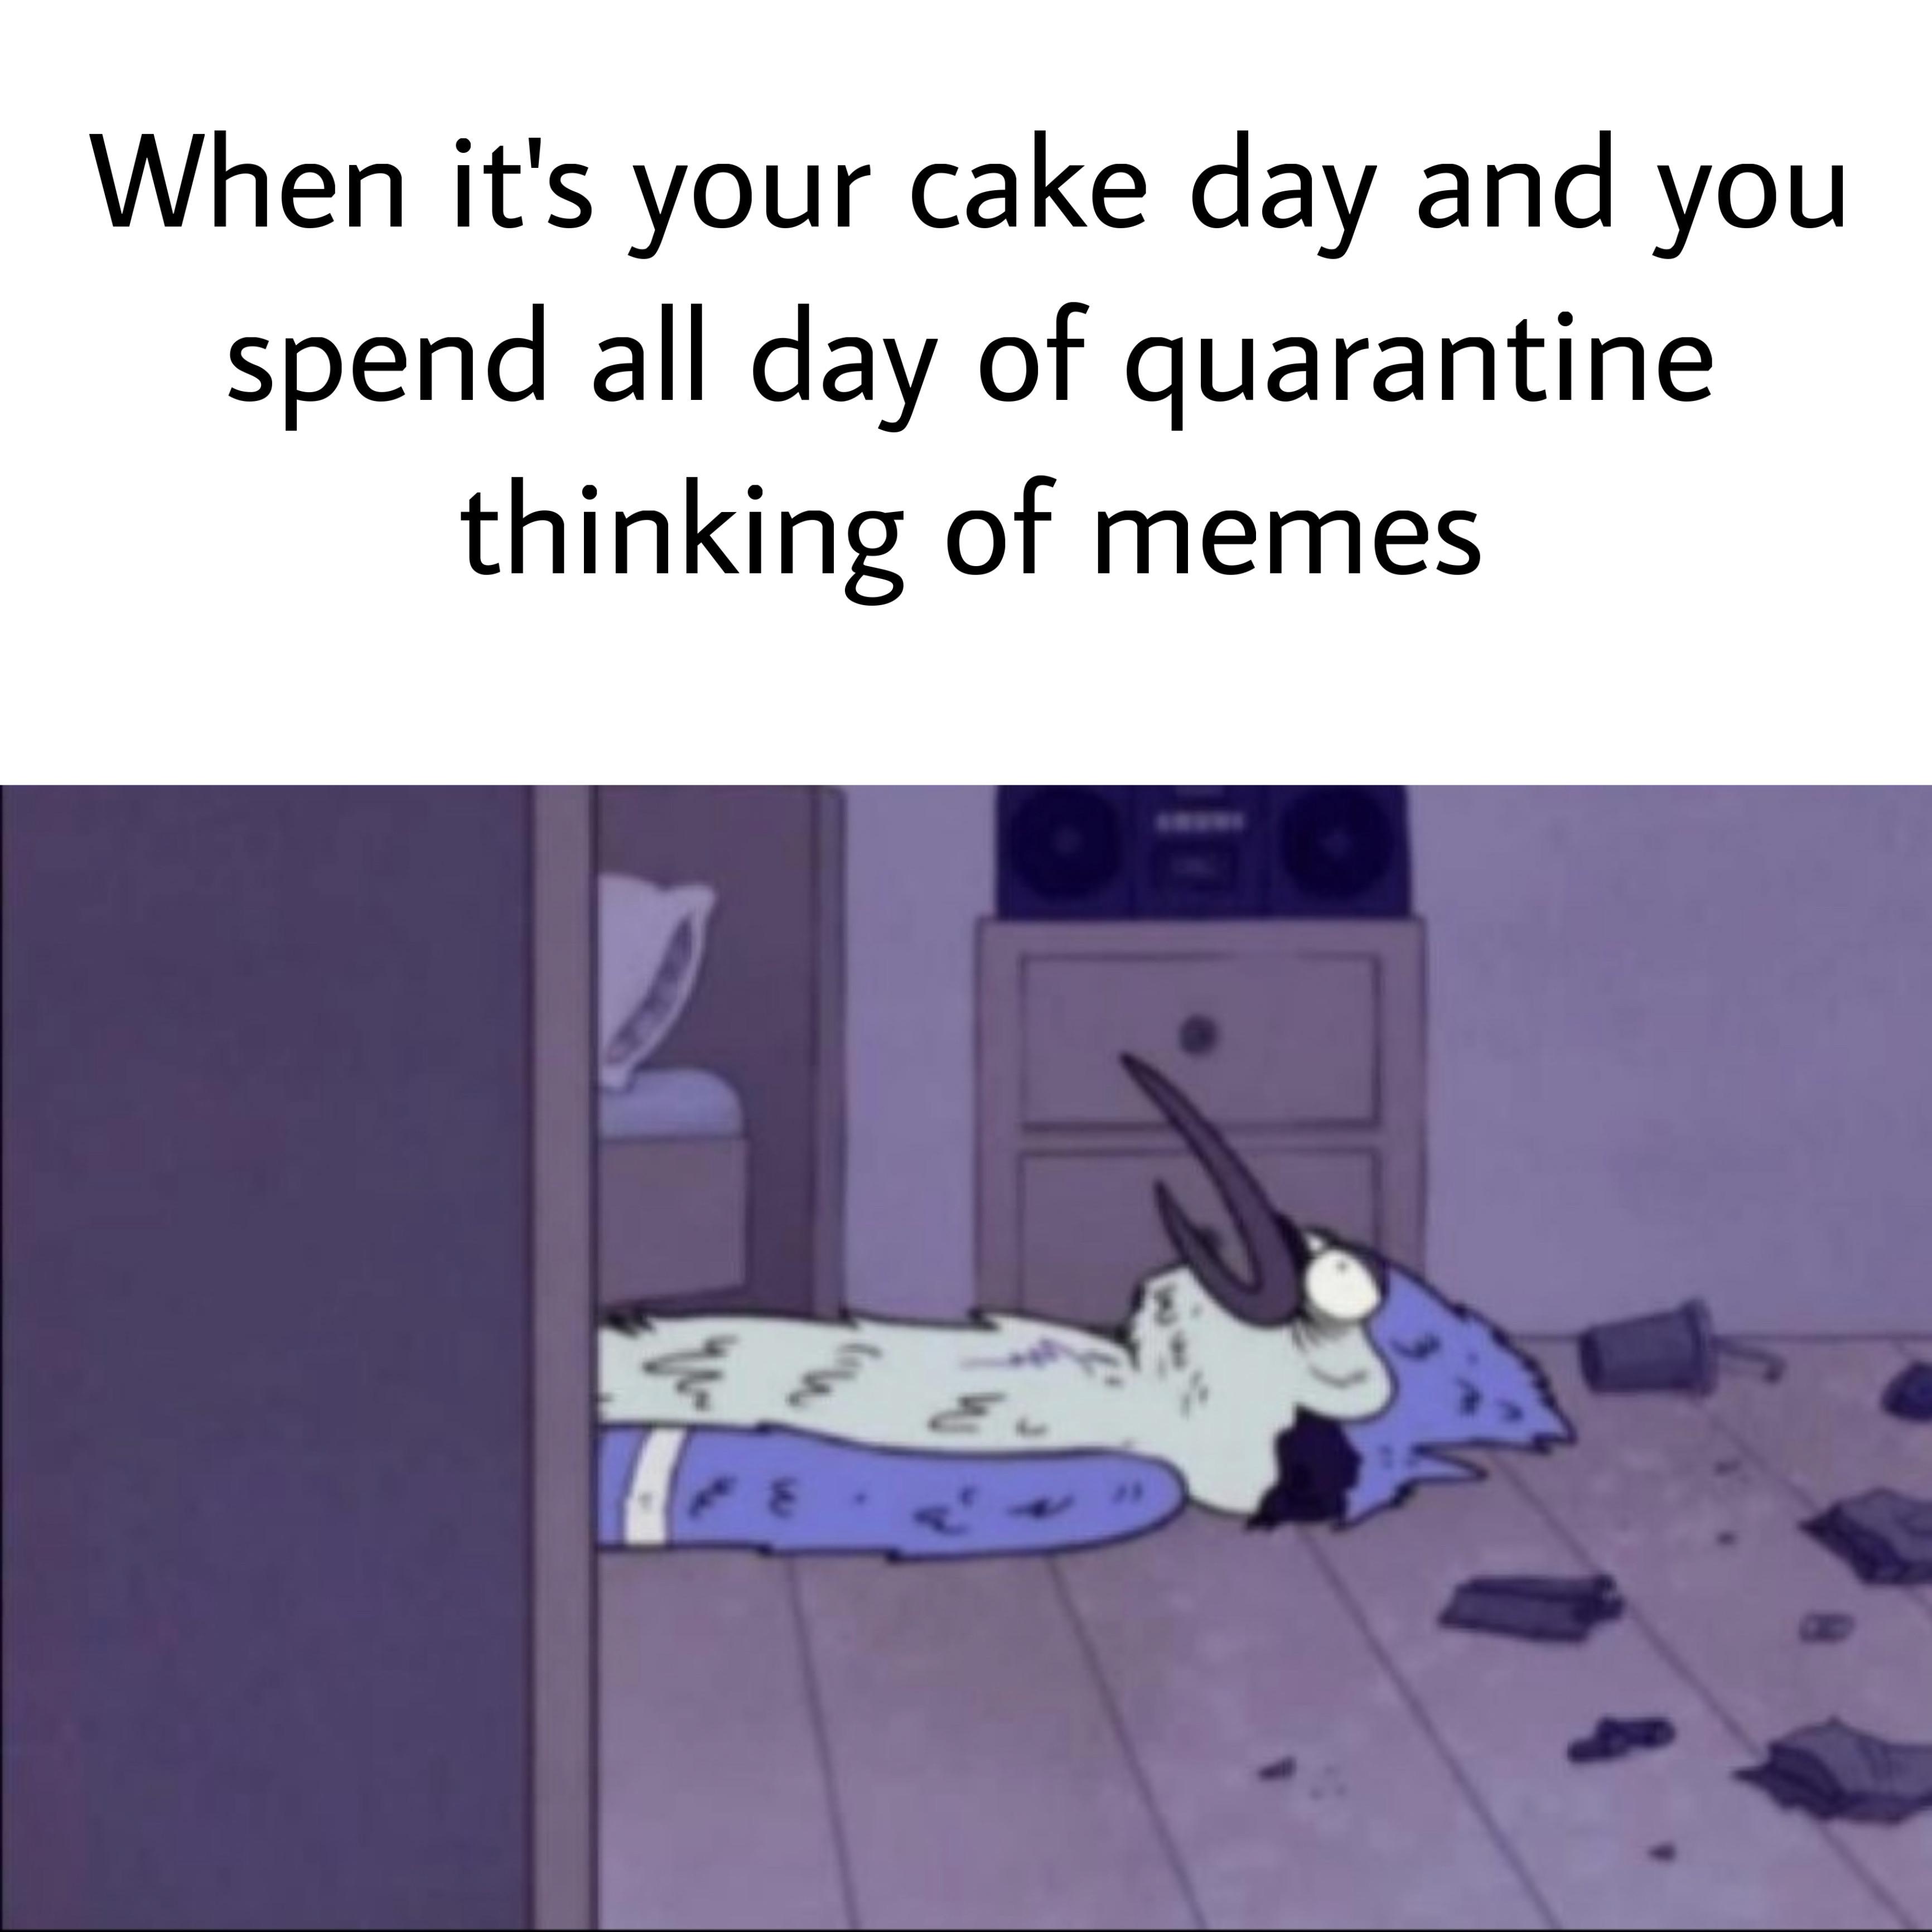 When it's your cake day and you
spend all day of quarantine
thinking of memes